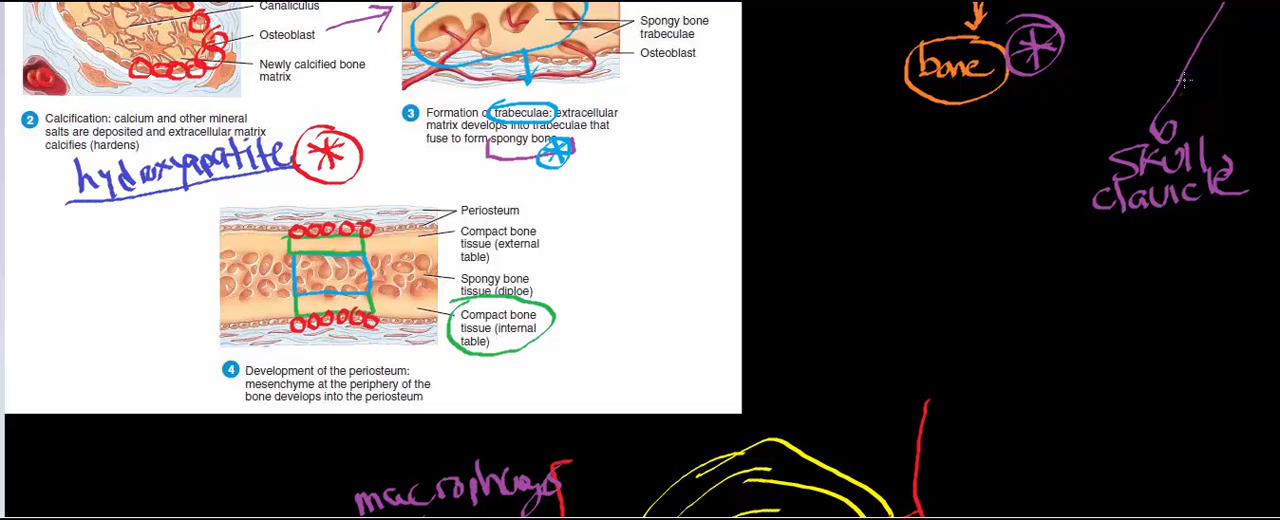 Canaliculus
Osteoblast
Newly calcified bone
matrix
2 Calcification: calcium and other mineral
salts are deposited and extracellular matrix
calcifies (hardens)
hydroxyapatite
Spongy bone
trabeculae
Osteoblast
3 Formation of trabeculae: extracellular
matrix develops into trabeculae that
fuse to form spongy bone
bone
skull
clavicle
Periosteum
Compact bone
tissue (external
table)
Spongy bone
tissue (diploe)
Compact bone
tissue (internal
table)
4 Development of the periosteum:
mesenchyme at the periphery of the
bone develops into the periosteum
macrophages